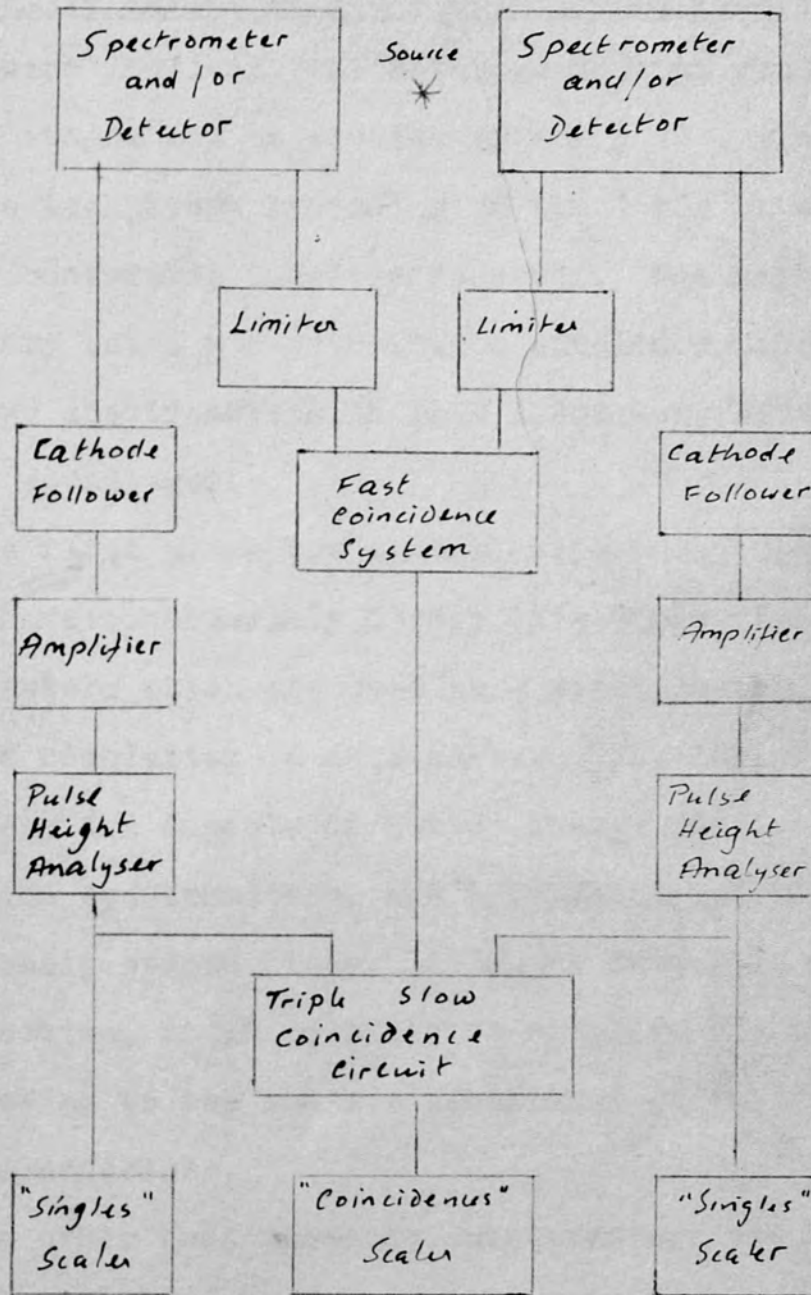 Spectrometer
and/or
Detector
Source
Spectrometer
and/or
Detector
Limiter
Limiter
Cathode
Follower
Fast
Coincidence
System
Cathode
Follower
Amplifier
Amplifier
Pulse
Height
Analyser
Pulse
Height
Analyser
Triple Slow
Coincidence
Circuit
"Singles"
Scaler
"Coincidences"
Scaler
"Singles"
Scaler